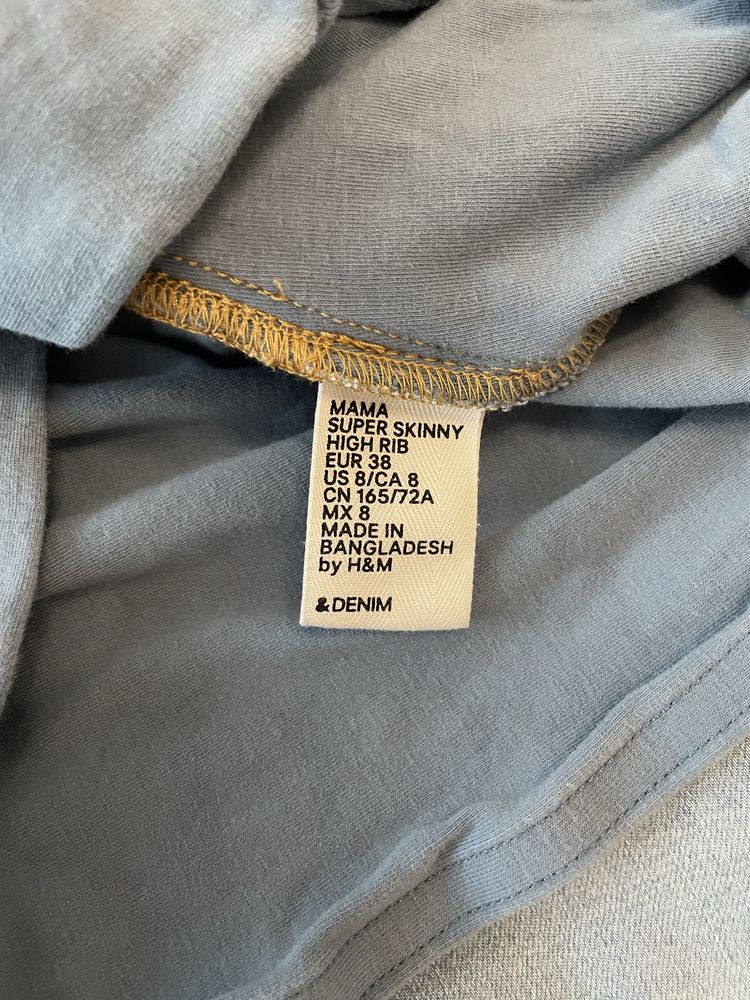 MAMA
SUPER SKINNY
HIGH RIB
EUR 38
US 8/CA 8
CN 165/72A
MX 8
MADE IN
BANGLADESH
by H&M
&DENIM